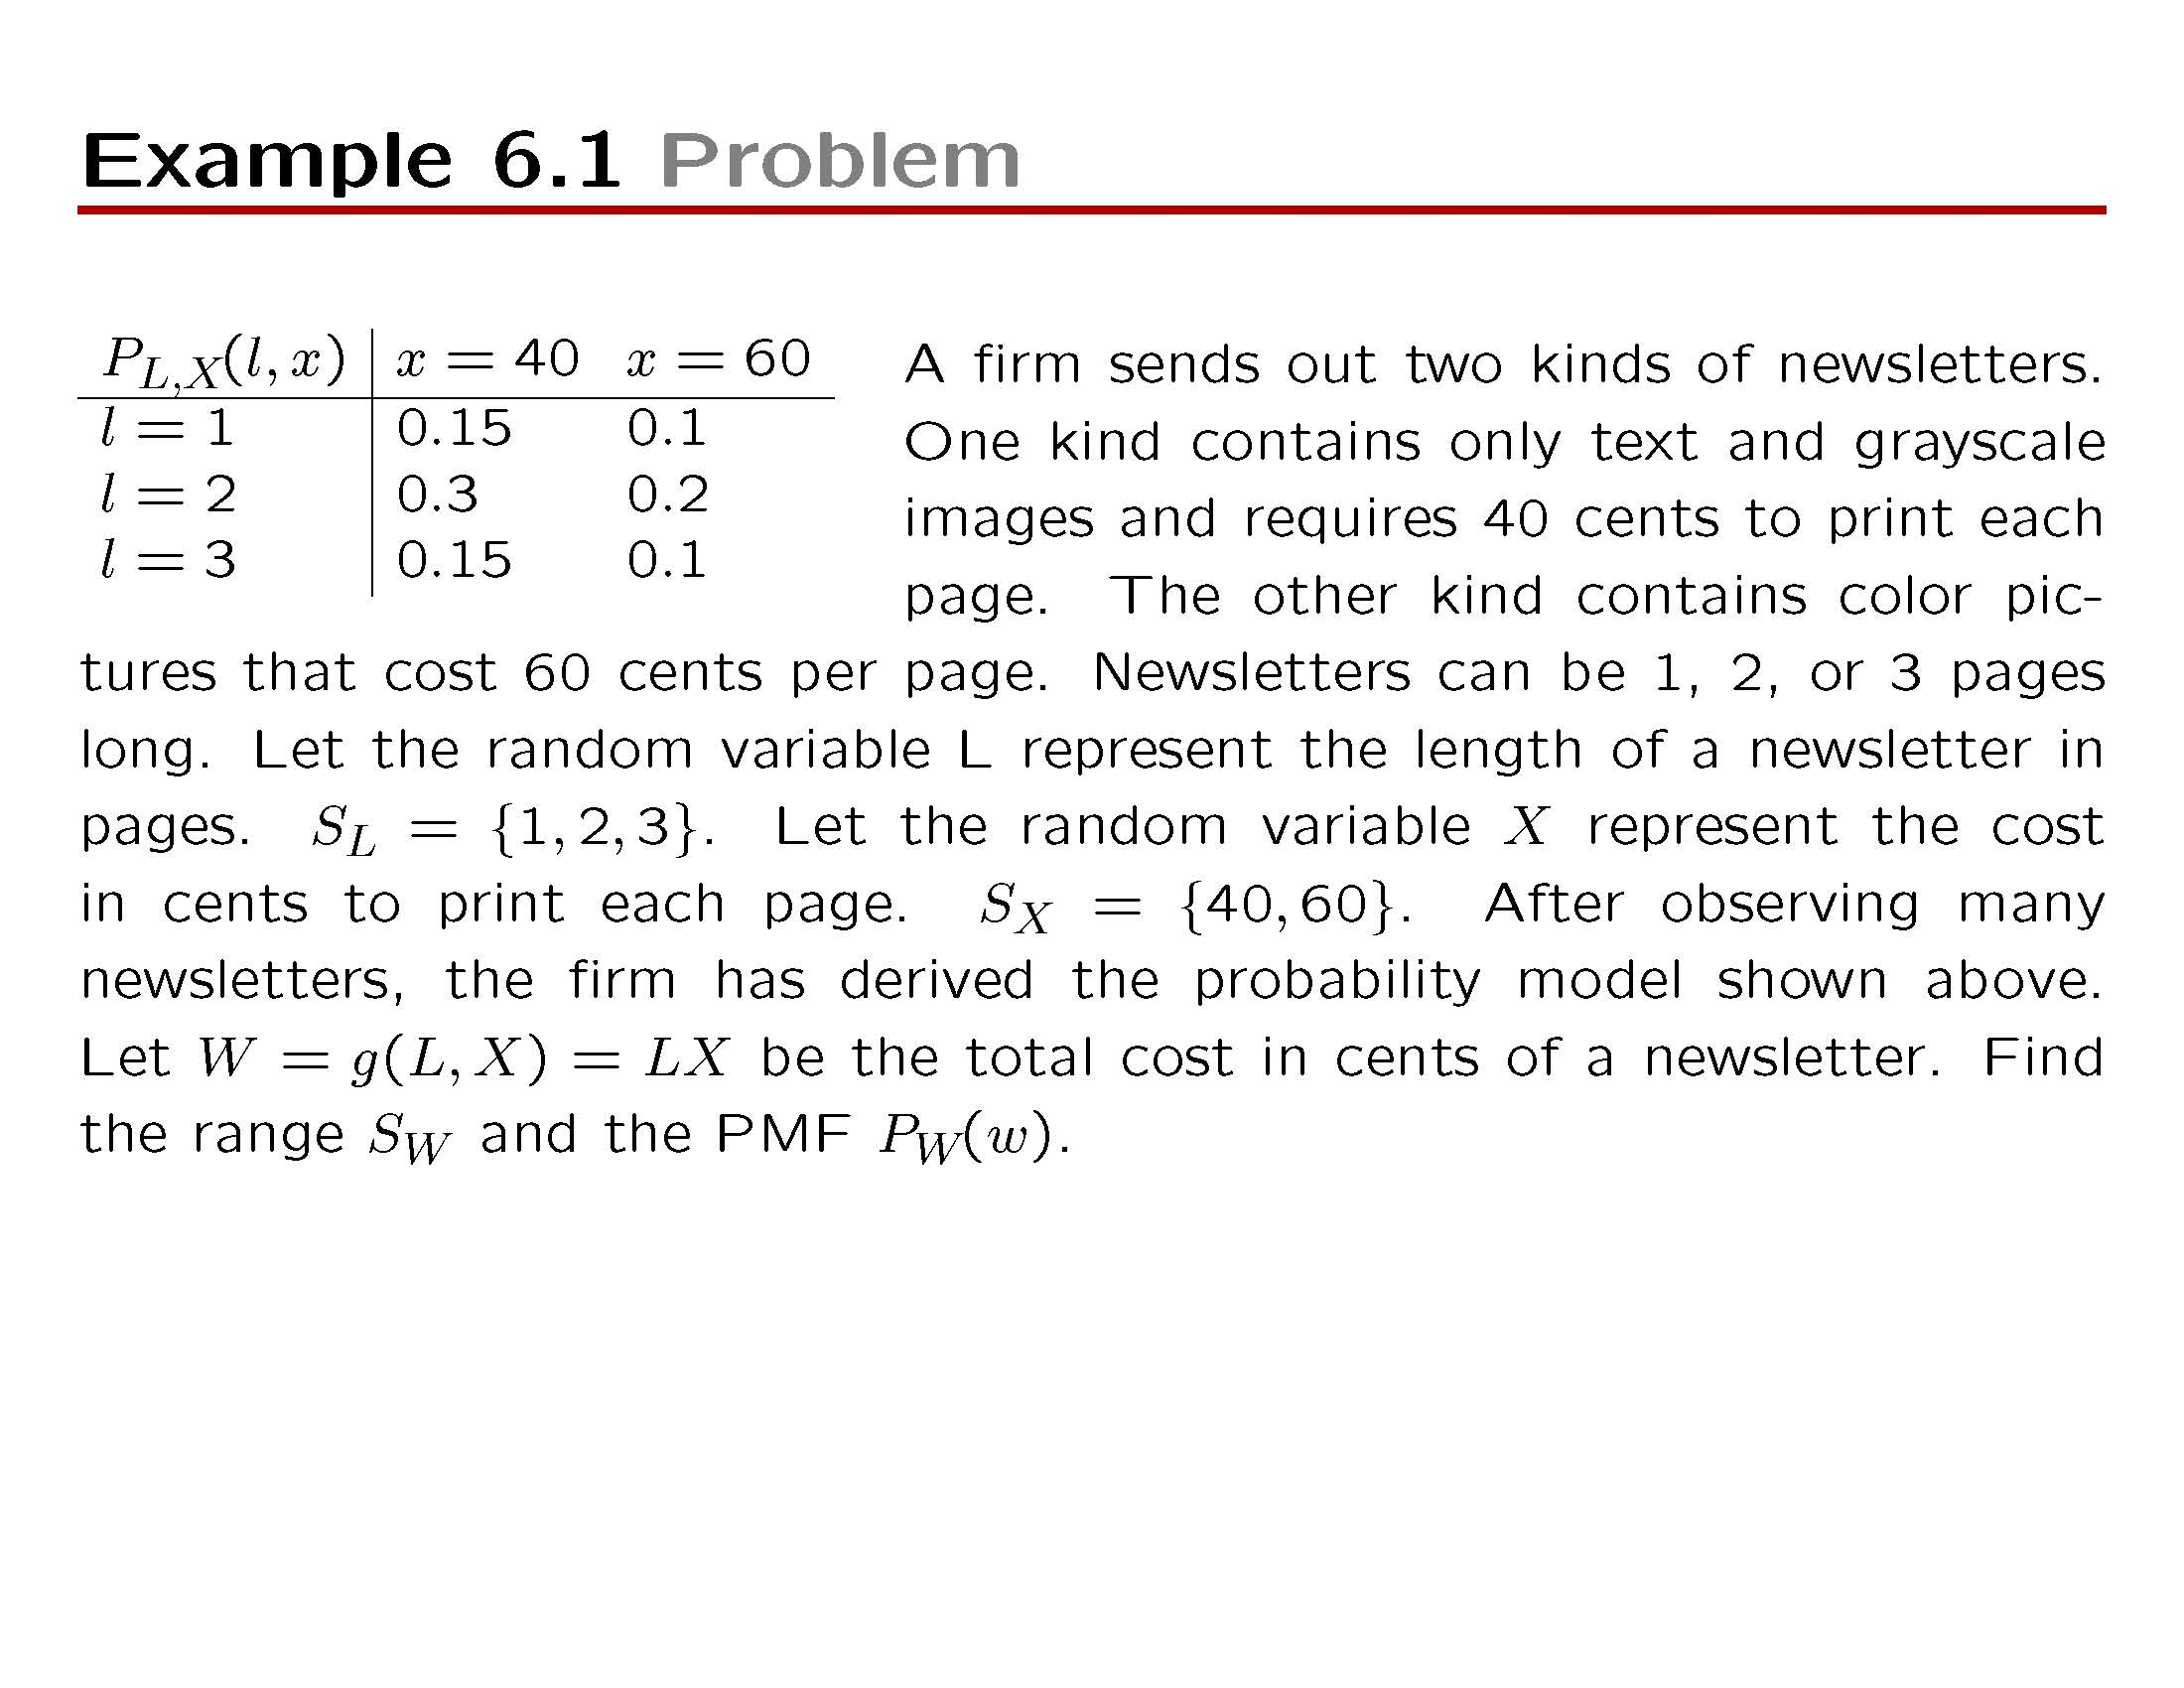 Example 6.1 Problem
P_{L,X}(l, x) x = 40 x = 60
l = 1 0.15 0.1
l = 2 0.3 0.2
l = 3 0.15 0.1
A firm sends out two kinds of newsletters.
One kind contains only text and grayscale
images and requires 40 cents to print each
page. The other kind contains color pic-
tures that cost 60 cents per page. Newsletters can be 1, 2, or 3 pages
long. Let the random variable L represent the length of a newsletter in
pages. S_L = {1, 2, 3}. Let the random variable X represent the cost
in cents to print each page. S_X = {40, 60}. After observing many
newsletters, the firm has derived the probability model shown above.
Let W = g(L, X) = LX be the total cost in cents of a newsletter. Find
the range S_W and the PMF P_W(w).